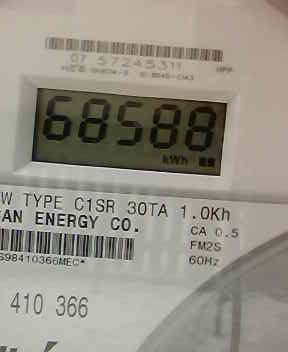 07 57245311
68588
kWh
W TYPE C1SR 30TA 1.0Kh
AN ENERGY CO.
CA 0.5
FM2S
60Hz
S98410366MEC*
410 366